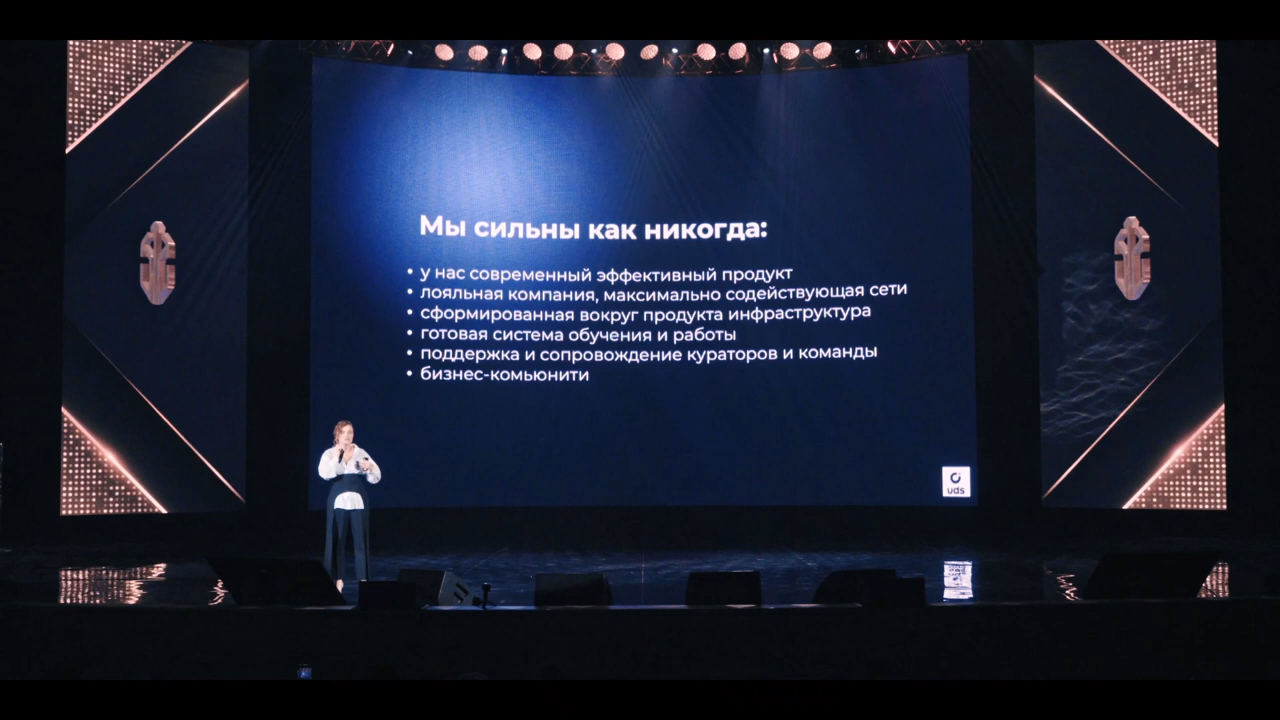 Мы сильны как никогда:
• у нас современный эффективный продукт
• лояльная компания, максимально содействующая сети
• сформированная вокруг продукта инфраструктура
• готовая система обучения и работы
• поддержка и сопровождение кураторов и команды
• бизнес-комьюнити
uds